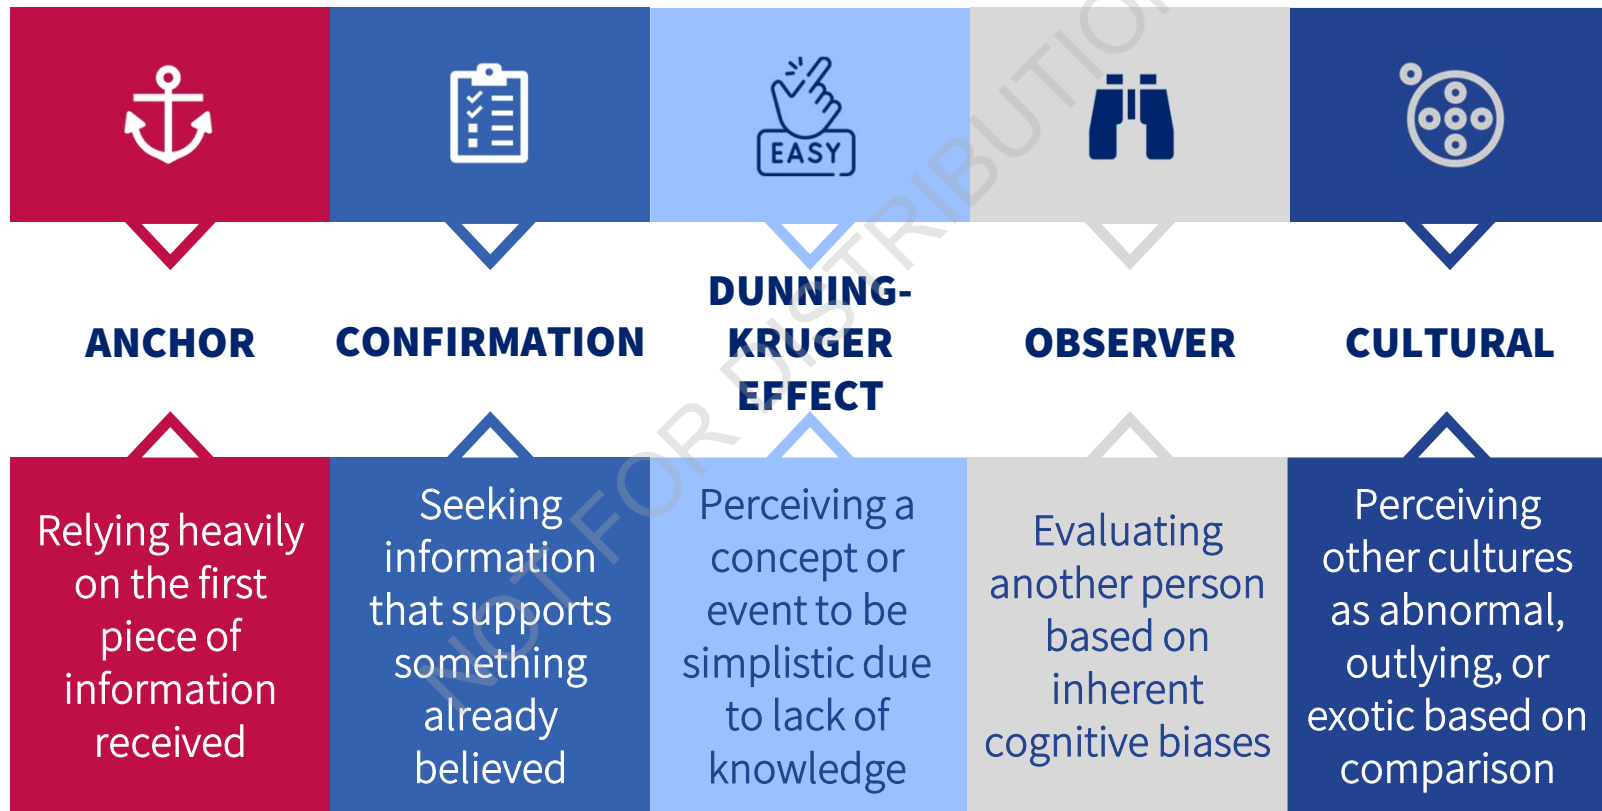 EASY
ANCHOR
CONFIRMATION
DUNNING-
KRUGER
EFFECT
OBSERVER
CULTURAL
Relying heavily
on the first
piece of
information
received
Seeking
information
that supports
something
already
believed
Perceiving a
concept or
event to be
simplistic due
to lack of
knowledge
Evaluating
another person
based on
inherent
cognitive biases
Perceiving
other cultures
as abnormal,
outlying, or
exotic based on
comparison
NOT FOR DISTRIBUTION